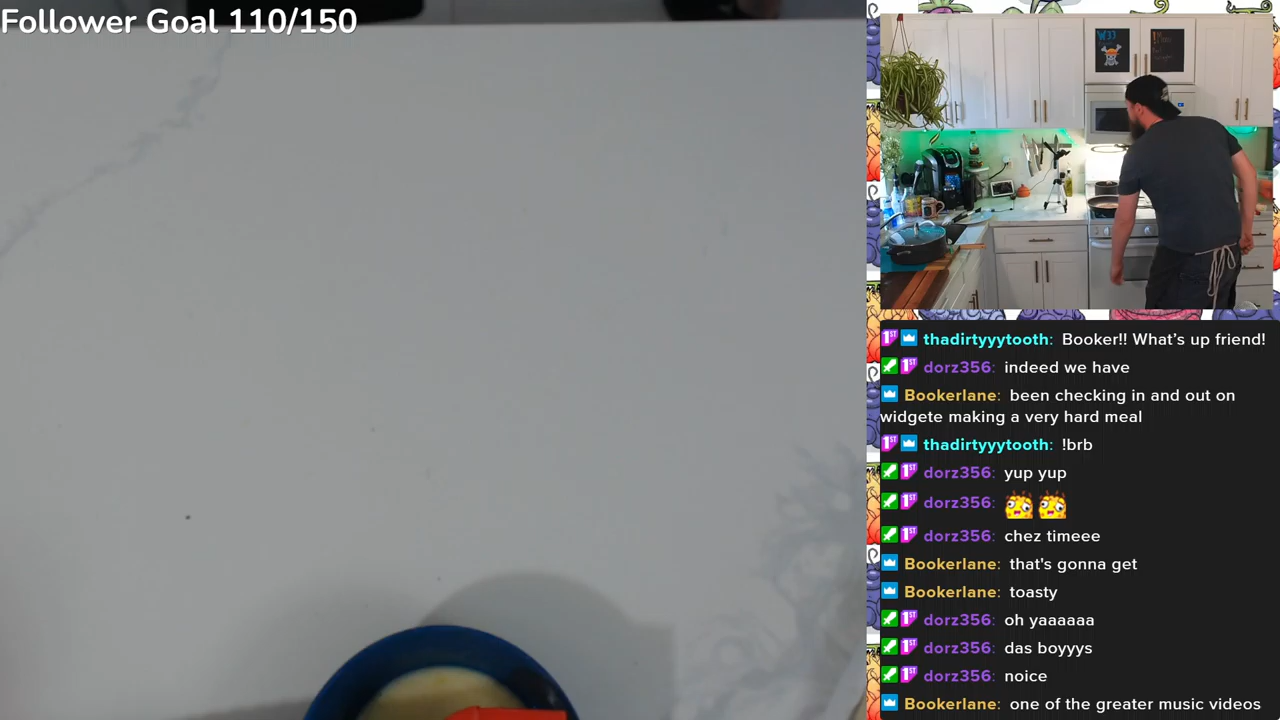 Follower Goal 110/150
thadirtyyytooth: Booker!! What's up friend!
dorz356: indeed we have
Bookerlane: been checking in and out on
widgete making a very hard meal
thadirtyyytooth: !brb
dorz356: yup yup
dorz356:
dorz356: chez timeee
Bookerlane: that's gonna get
Bookerlane: toasty
dorz356: oh yaaaaaa
dorz356: das boyyys
dorz356: noice
Bookerlane: one of the greater music videos